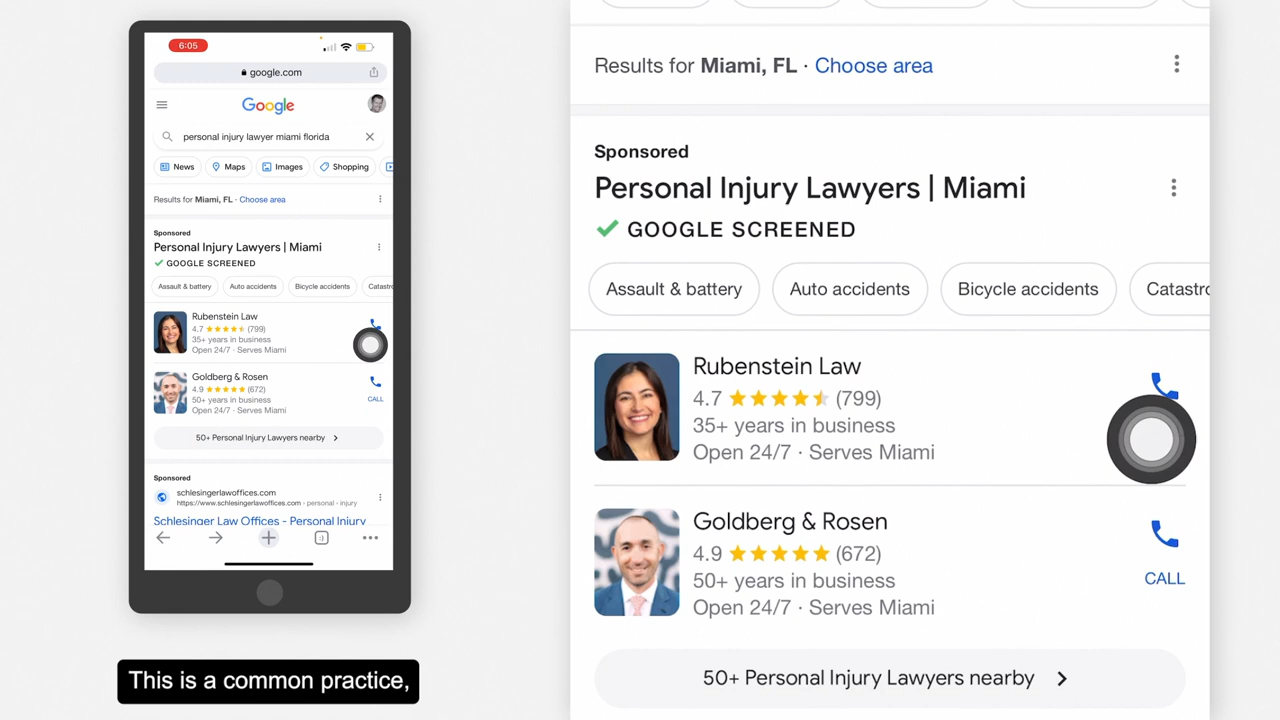 6:05
google.com
Google
personal injury lawyer miami florida
News Maps Images Shopping
Results for Miami, FL · Choose area
Sponsored
Personal Injury Lawyers | Miami
GOOGLE SCREENED
Assault & battery Auto accidents Bicycle accidents Catastr
Rubenstein Law
4.7 (799)
35+ years in business
Open 24/7 · Serves Miami
Goldberg & Rosen
4.9 (672)
50+ years in business
Open 24/7 · Serves Miami
CALL
50+ Personal Injury Lawyers nearby
Sponsored
schlesingerlawoffices.com
https://www.schlesingerlawoffices.com › personal › injury
Schlesinger Law Offices - Personal Injury
:)
This is a common practice,
Results for Miami, FL · Choose area
Sponsored
Personal Injury Lawyers | Miami
GOOGLE SCREENED
Assault & battery Auto accidents Bicycle accidents Catastro
Rubenstein Law
4.7 (799)
35+ years in business
Open 24/7 · Serves Miami
Goldberg & Rosen
4.9 (672)
50+ years in business
Open 24/7 · Serves Miami
CALL
50+ Personal Injury Lawyers nearby